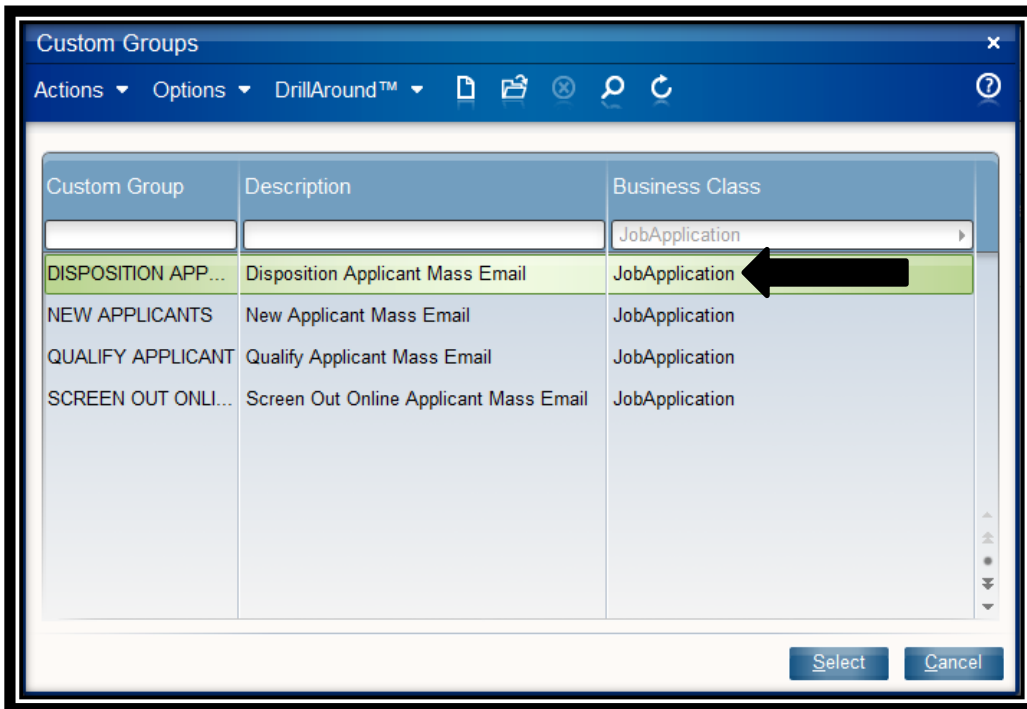 Custom Groups
Actions Options DrillAround™
Custom Group Description Business Class
JobApplication
DISPOSITION APP... Disposition Applicant Mass Email JobApplication
NEW APPLICANTS New Applicant Mass Email JobApplication
QUALIFY APPLICANT Qualify Applicant Mass Email JobApplication
SCREEN OUT ONLI... Screen Out Online Applicant Mass Email JobApplication
Select Cancel